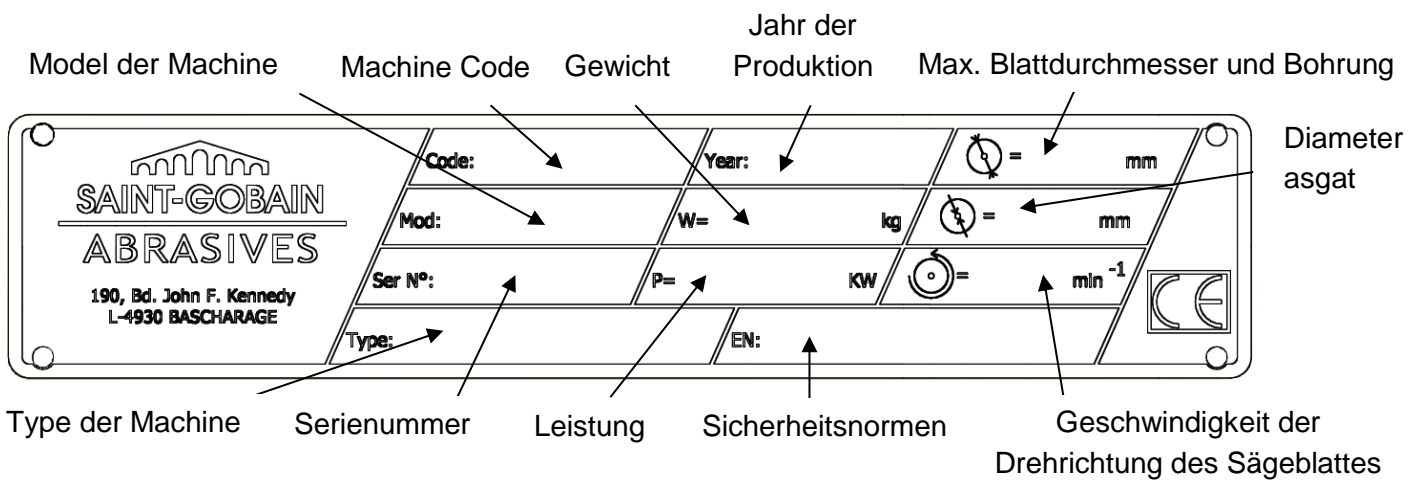 Jahr der
Model der Machine Machine Code Gewicht Produktion Max. Blattdurchmesser und Bohrung
Diameter
asgat
SAINT-GOBAIN
ABRASIVES
190, Bd. John F. Kennedy
L-4930 BASCHARAGE
Code: Year: = mm
Mod: W= kg = mm
Ser Nº: P= KW = min -1
Type: EN:
CE
Type der Machine Serienummer Leistung Sicherheitsnormen Geschwindigkeit der
Drehrichtung des Sägeblattes